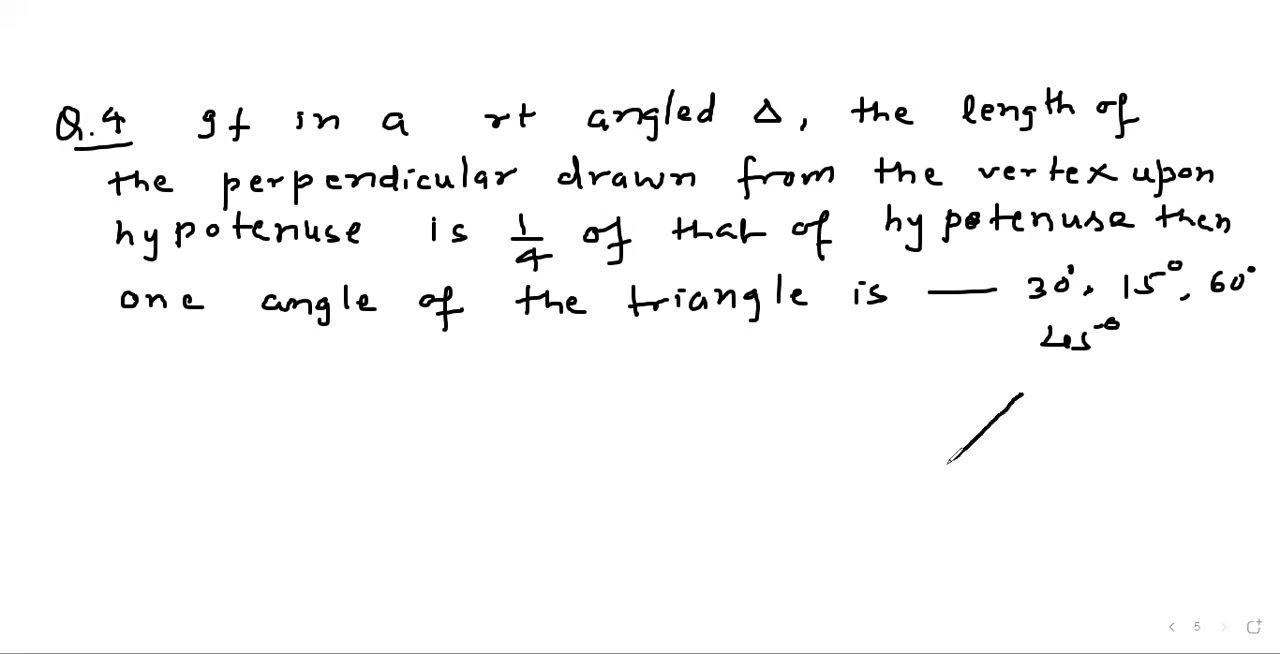 Q.4 If in a rt angled Δ, the length of
the perpendicular drawn from the vertex upon
hypotenuse is 1/4 of that of hypotenuse then
one angle of the triangle is — 30°, 15°, 60°
45°
5